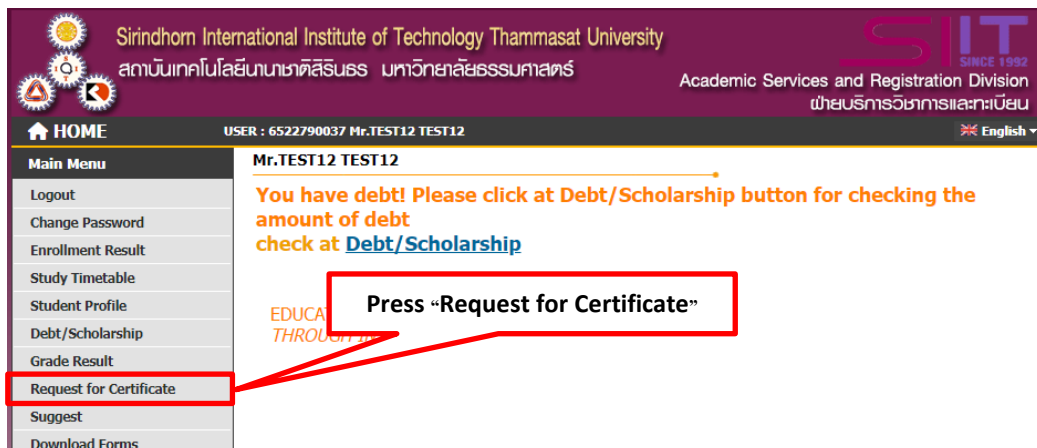 Sirindhorn International Institute of Technology Thammasat University
สถาบันเทคโนโลยีนานาชาติสิรินธร มหาวิทยาลัยธรรมศาสตร์
SIIT
SINCE 1992
Academic Services and Registration Division
ฝ่ายบริการวิชาการและทะเบียน
HOME
USER : 6522790037 Mr.TEST12 TEST12
English
Main Menu
Logout
Change Password
Enrollment Result
Study Timetable
Student Profile
Debt/Scholarship
Grade Result
Request for Certificate
Suggest
Download Forms
Mr.TEST12 TEST12
You have debt! Please click at Debt/Scholarship button for checking the
amount of debt
check at Debt/Scholarship
Press “Request for Certificate”